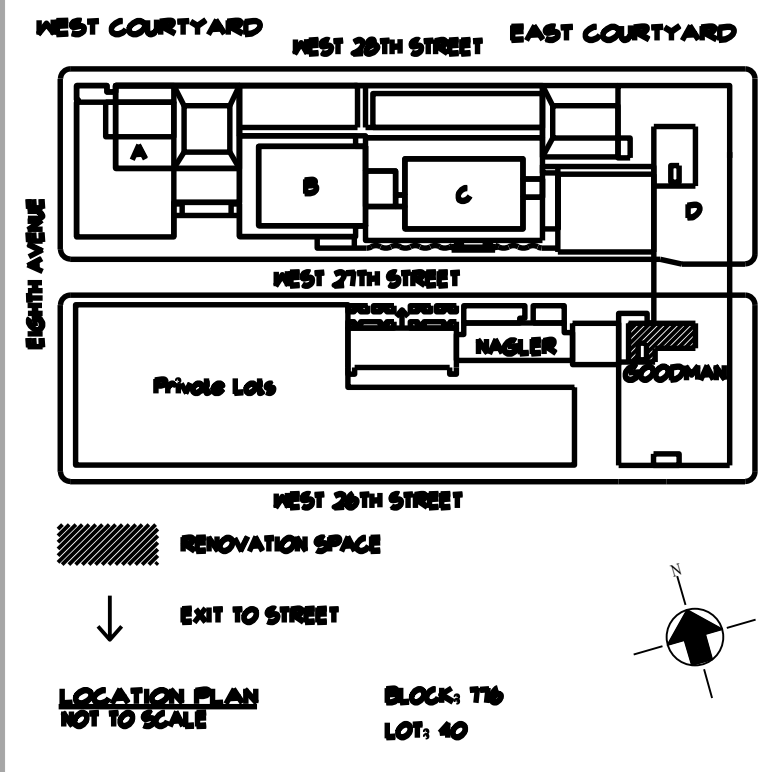 WEST COURTYARD
WEST 28TH STREET
EAST COURTYARD
A
B
C
D
EIGHTH AVENUE
WEST 27TH STREET
NAGLER
GOODMAN
Private Lots
WEST 26TH STREET
RENOVATION SPACE
N
EXIT TO STREET
LOCATION PLAN
NOT TO SCALE
BLOCK: 776
LOT: 40